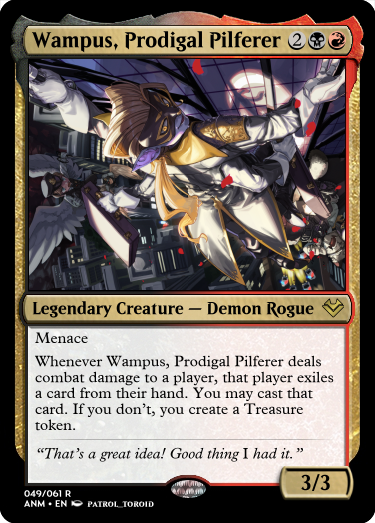 Wampus, Prodigal Pilferer 2
Legendary Creature — Demon Rogue
Menace
Whenever Wampus, Prodigal Pilferer deals
combat damage to a player, that player exiles
a card from their hand. You may cast that
card. If you don't, you create a Treasure
token.
“That's a great idea! Good thing I had it.”
3/3
049/061 R
ANM • EN PATROL_TOROID